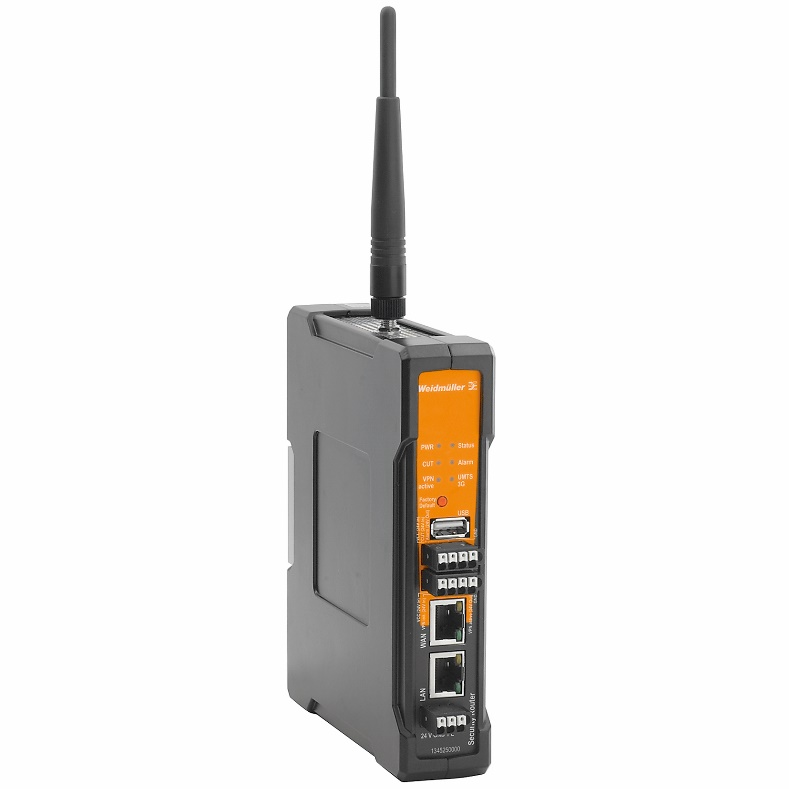 Weidmüller
PWR Status
CUT Alarm
VPN active UMTS 3G
Factory Default
USB
WAN
LAN
Security Router
24 V
1345250000